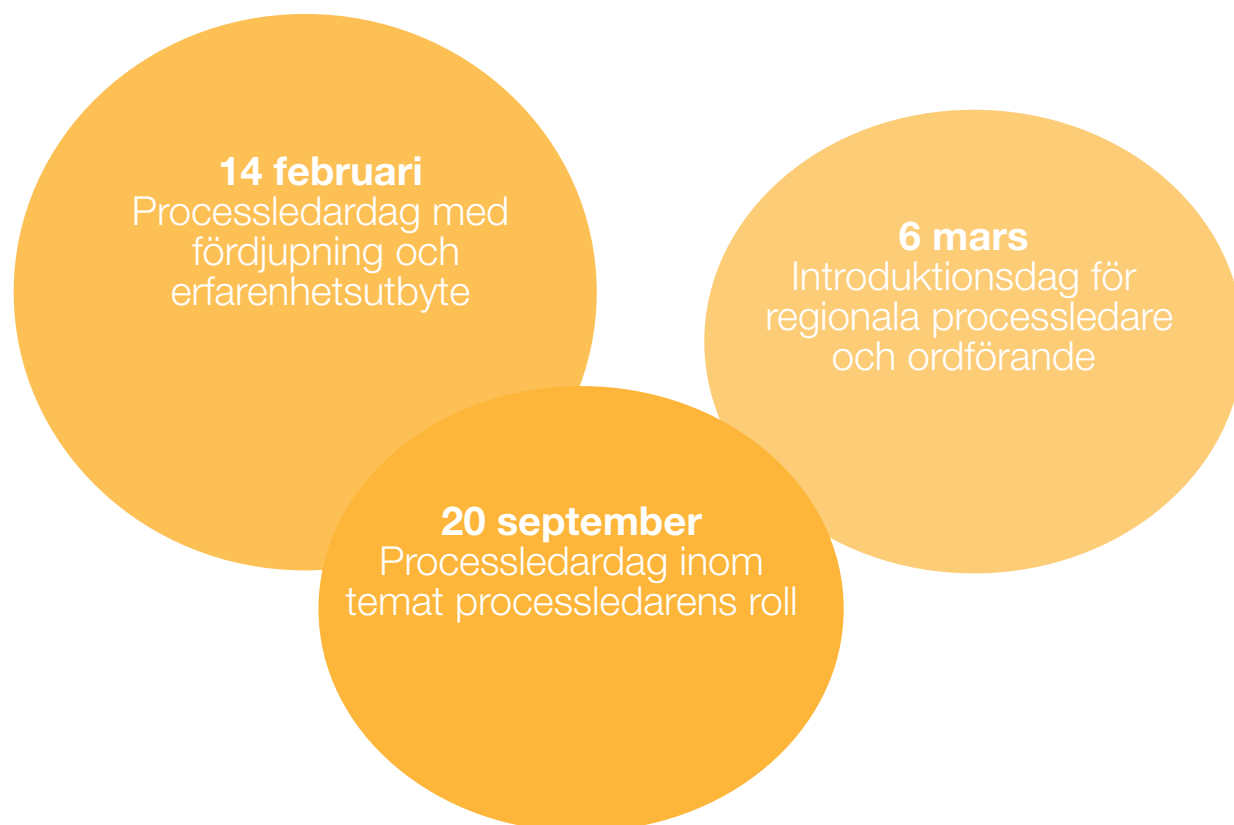 14 februari
Processledardag med
fördjupning och
erfarenhetsutbyte
6 mars
Introduktionsdag för
regionala processledare
och ordförande
20 september
Processledardag inom
temat processledarens roll